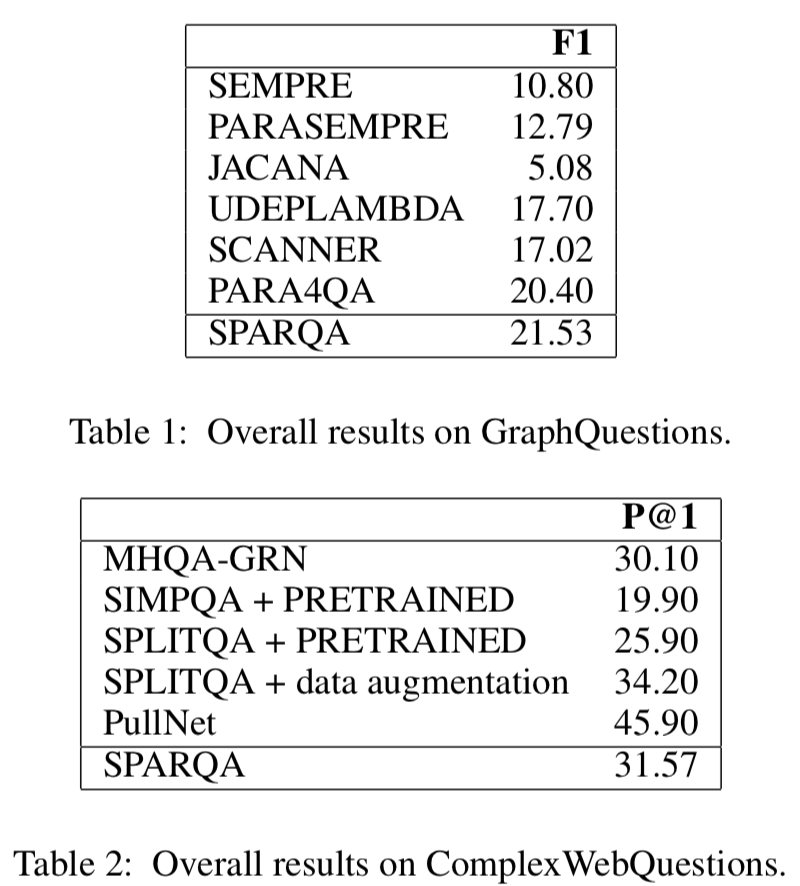 F1
SEMPRE 10.80
PARASEMPRE 12.79
JACANA 5.08
UDEPLAMBDA 17.70
SCANNER 17.02
PARA4QA 20.40
SPARQA 21.53
Table 1: Overall results on GraphQuestions.
P@1
MHQA-GRN 30.10
SIMPQA + PRETRAINED 19.90
SPLITQA + PRETRAINED 25.90
SPLITQA + data augmentation 34.20
PullNet 45.90
SPARQA 31.57
Table 2: Overall results on ComplexWebQuestions.